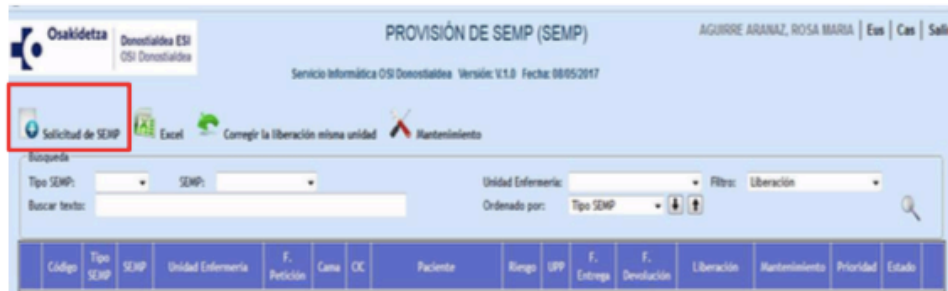 Osakidetza
Donostialdea ESI
OSI Donostialdea
PROVISIÓN DE SEMP (SEMP)
AGUIRRE ARANAZ, ROSA MARIA | Eus | Cas | Sali
Servicio Informática OSI Donostialdea Versión: V.1.0 Fecha: 08/05/2017
Solicitud de SEMP Excel Corregir la liberación misma unidad Mantenimiento
Búsqueda
Tipo SEMP: SEMP: Unidad Enfermería: Filtro: Liberación
Buscar texto: Ordenado por: Tipo SEMP
Código Tipo SEMP SEMP Unidad Enfermería F. Petición Cama CIC Paciente Riesgo UPP F. Entrega F. Devolución Liberación Mantenimiento Prioridad Estado